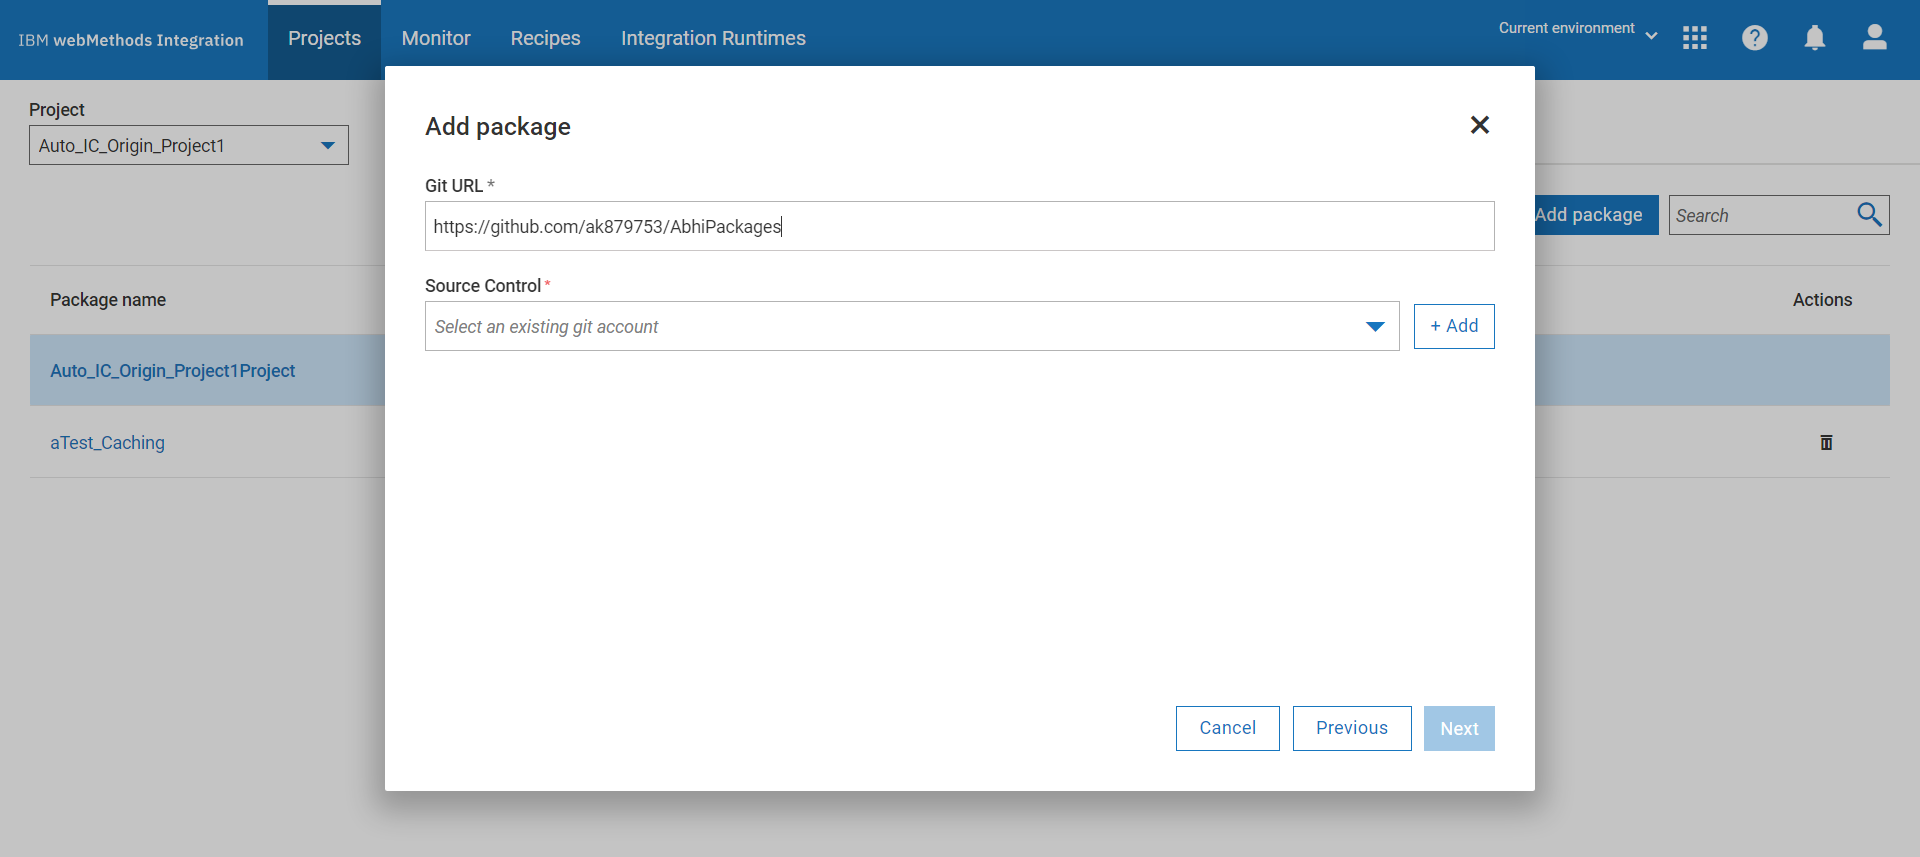 IBM webMethods Integration
Projects
Monitor
Recipes
Integration Runtimes
Current environment
Project
Auto_IC_Origin_Project1
Add package
Git URL *
https://github.com/ak879753/AbhiPackages
Source Control *
Select an existing git account
+ Add
Add package
Search
Package name
Actions
Auto_IC_Origin_Project1Project
aTest_Caching
Cancel
Previous
Next